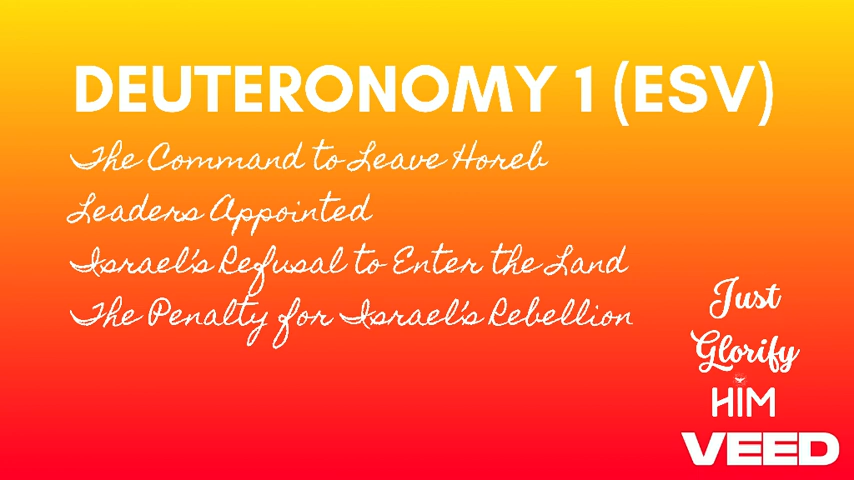 DEUTERONOMY 1 (ESV)
The Command to Leave Horeb
Leaders Appointed
Israel's Refusal to Enter the Land
The Penalty for Israel's Rebellion
Just
Glorify
HIM
VEED